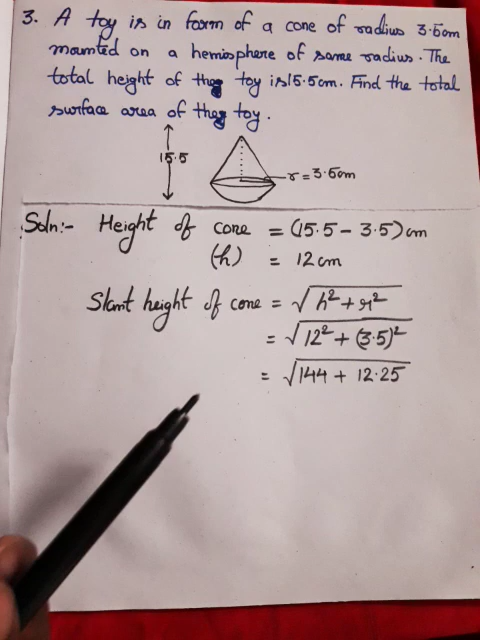 3. A toy is in form of a cone of radius 3.5cm
mounted on a hemisphere of same radius. The
total height of the toy is 15.5cm. Find the total
surface area of the toy.
15.5
r = 3.5cm
Soln:- Height of cone = (15.5 - 3.5) cm
(h) = 12 cm
Slant height of cone = √h² + r²
= √12² + (3.5)²
= √144 + 12.25